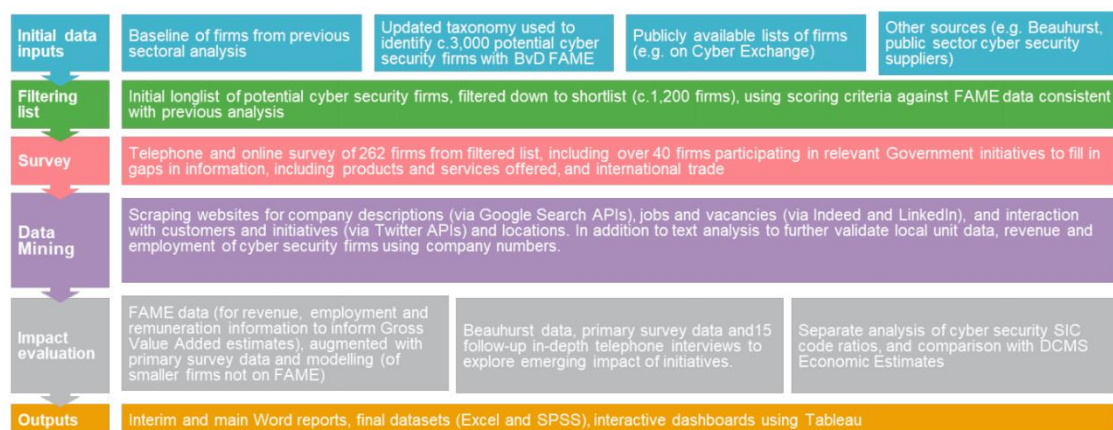 Initial data
inputs
Baseline of firms from previous
sectoral analysis
Updated taxonomy used to
identify c.3,000 potential cyber
security firms with BvD FAME
Publicly available lists of firms
(e.g. on Cyber Exchange)
Other sources (e.g. Beauhurst,
public sector cyber security
suppliers)
Filtering
list
Initial longlist of potential cyber security firms, filtered down to shortlist (c.1,200 firms), using scoring criteria against FAME data consistent
with previous analysis
Survey
Telephone and online survey of 262 firms from filtered list, including over 40 firms participating in relevant Government initiatives to fill in
gaps in information, including products and services offered, and international trade
Data
Mining
Scraping websites for company descriptions (via Google Search APIs), jobs and vacancies (via Indeed and LinkedIn), and interaction
with customers and initiatives (via Twitter APIs) and locations. In addition to text analysis to further validate local unit data, revenue and
employment of cyber security firms using company numbers.
Impact
evaluation
FAME data (for revenue, employment and
remuneration information to inform Gross
Value Added estimates), augmented with
primary survey data and modelling (of
smaller firms not on FAME)
Beauhurst data, primary survey data and15
follow-up in-depth telephone interviews to
explore emerging impact of initiatives.
Separate analysis of cyber security SIC
code ratios, and comparison with DCMS
Economic Estimates
Outputs
Interim and main Word reports, final datasets (Excel and SPSS), interactive dashboards using Tableau